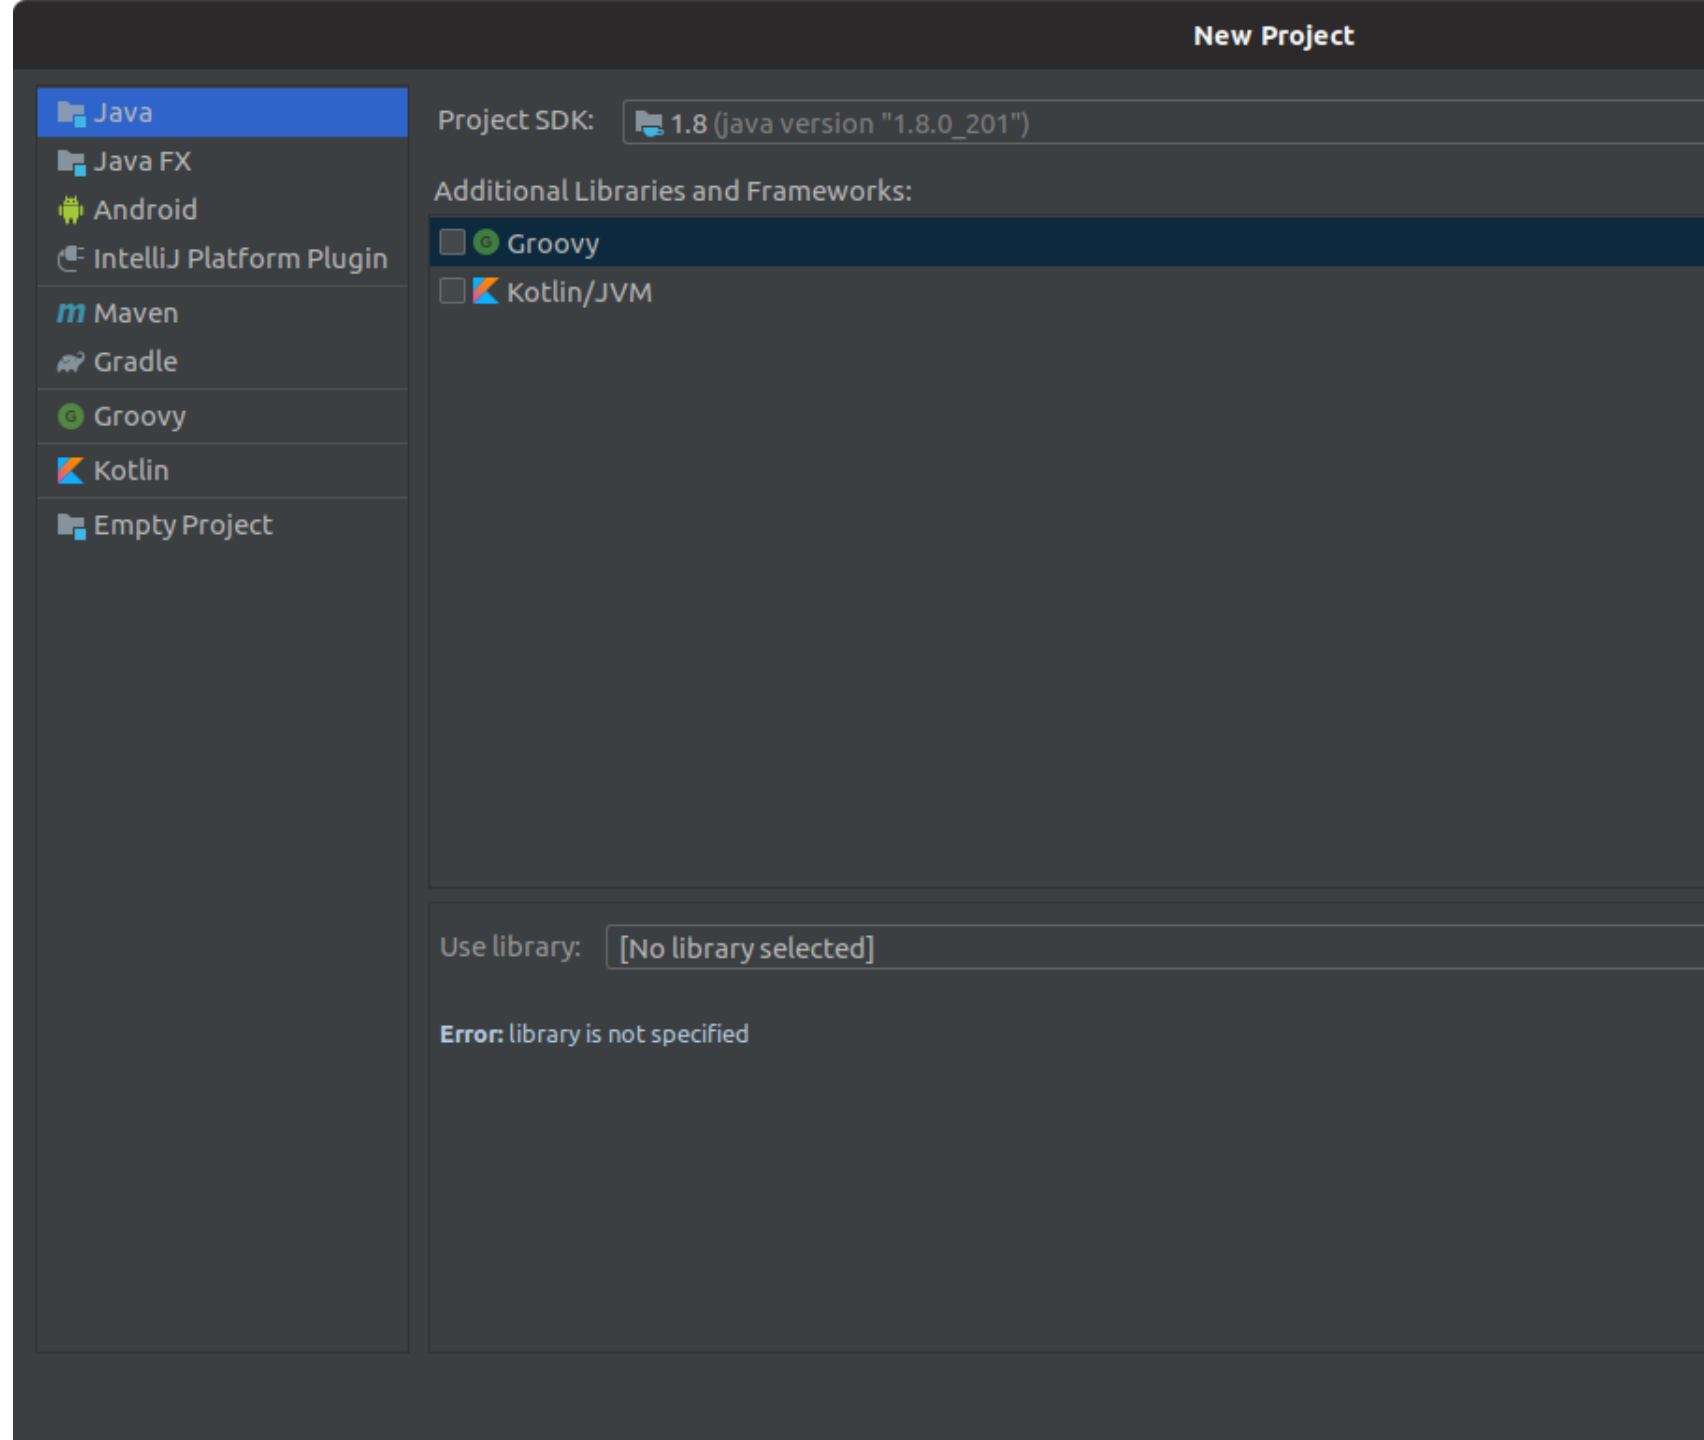 New Project
Java
Java FX
Android
IntelliJ Platform Plugin
m Maven
Gradle
G Groovy
Kotlin
Empty Project
Project SDK: 1.8 (java version "1.8.0_201")
Additional Libraries and Frameworks:
G Groovy
Kotlin/JVM
Use library: [No library selected]
Error: library is not specified